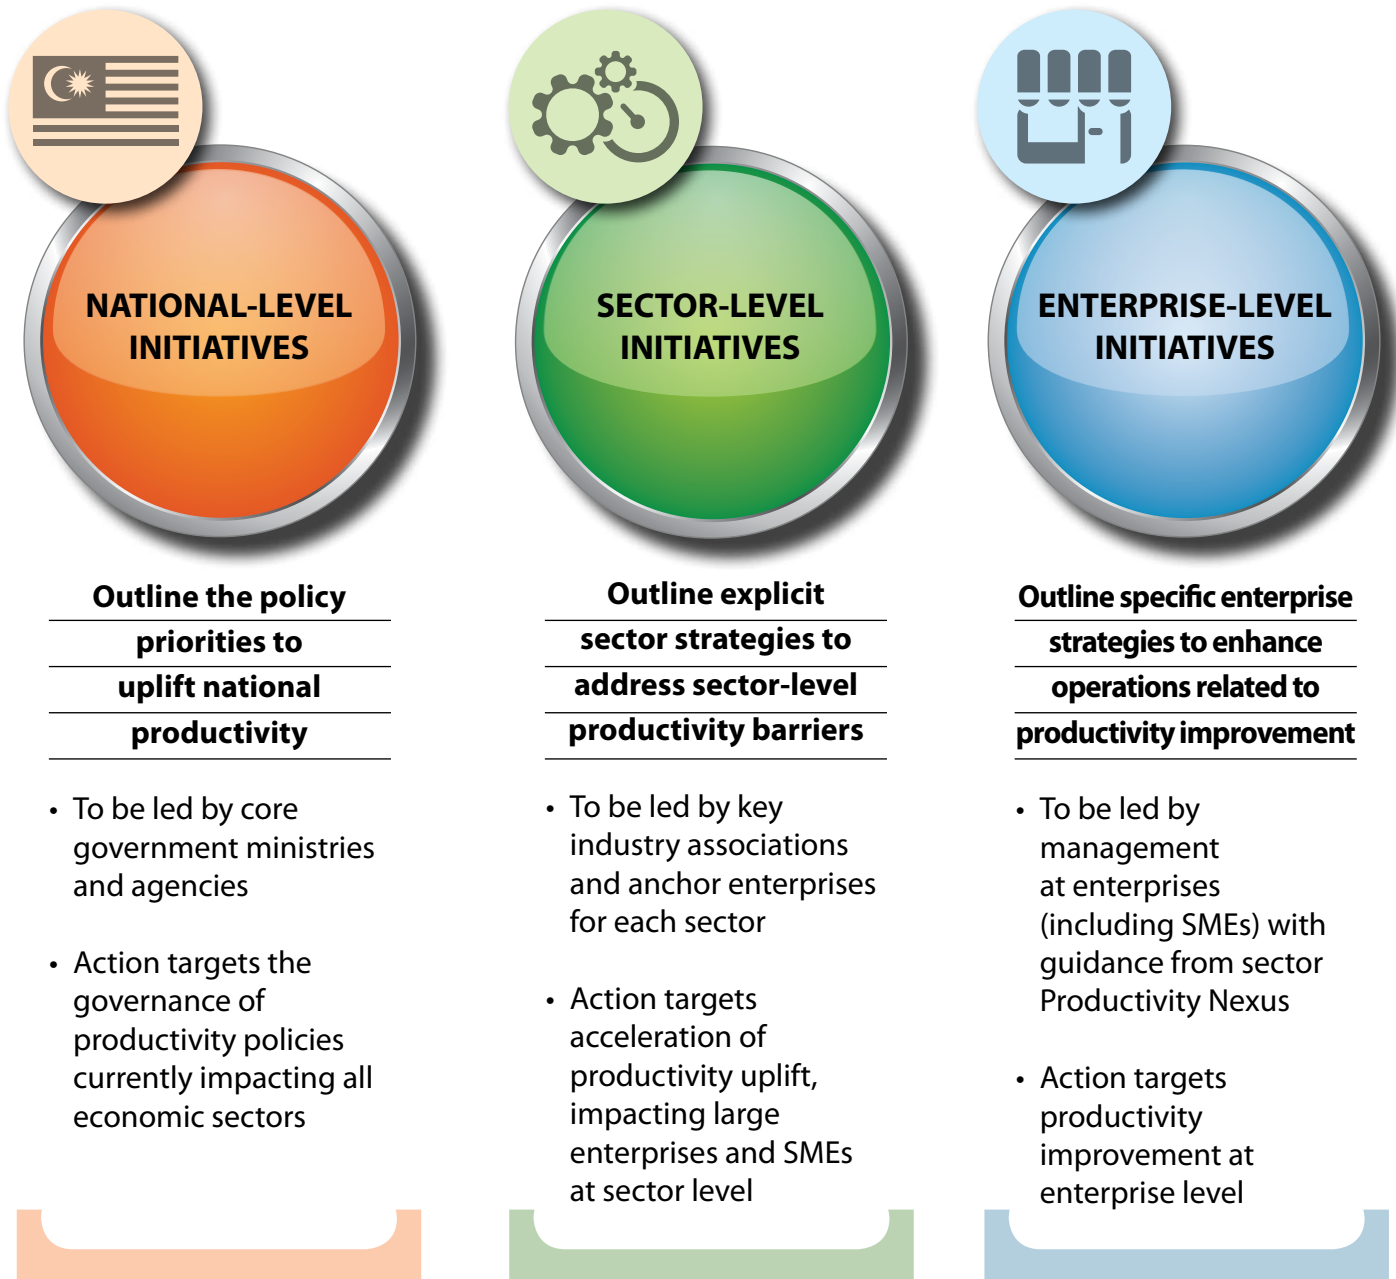 NATIONAL-LEVEL
INITIATIVES
Outline the policy
priorities to
uplift national
productivity
• To be led by core
government ministries
and agencies
• Action targets the
governance of
productivity policies
currently impacting all
economic sectors
SECTOR-LEVEL
INITIATIVES
Outline explicit
sector strategies to
address sector-level
productivity barriers
• To be led by key
industry associations
and anchor enterprises
for each sector
• Action targets
acceleration of
productivity uplift,
impacting large
enterprises and SMEs
at sector level
ENTERPRISE-LEVEL
INITIATIVES
Outline specific enterprise
strategies to enhance
operations related to
productivity improvement
• To be led by
management
at enterprises
(including SMEs) with
guidance from sector
Productivity Nexus
• Action targets
productivity
improvement at
enterprise level